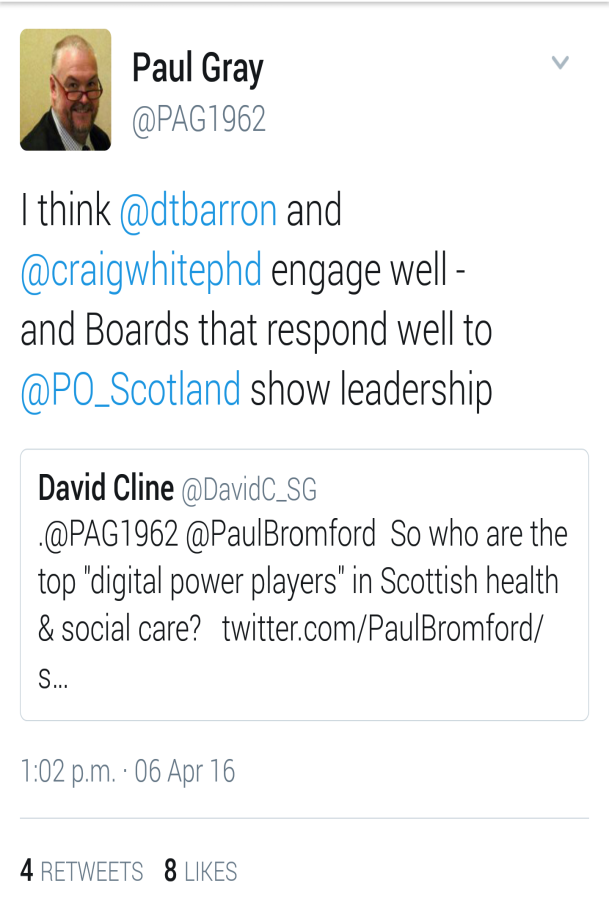 Paul Gray
@PAG1962
I think @dtbarron and
@craigwhitephd engage well -
and Boards that respond well to
@PO_Scotland show leadership
David Cline @DavidC_SG
.@PAG1962 @PaulBromford So who are the
top "digital power players" in Scottish health
& social care? twitter.com/PaulBromford/
s...
1:02 p.m. · 06 Apr 16
4 RETWEETS 8 LIKES